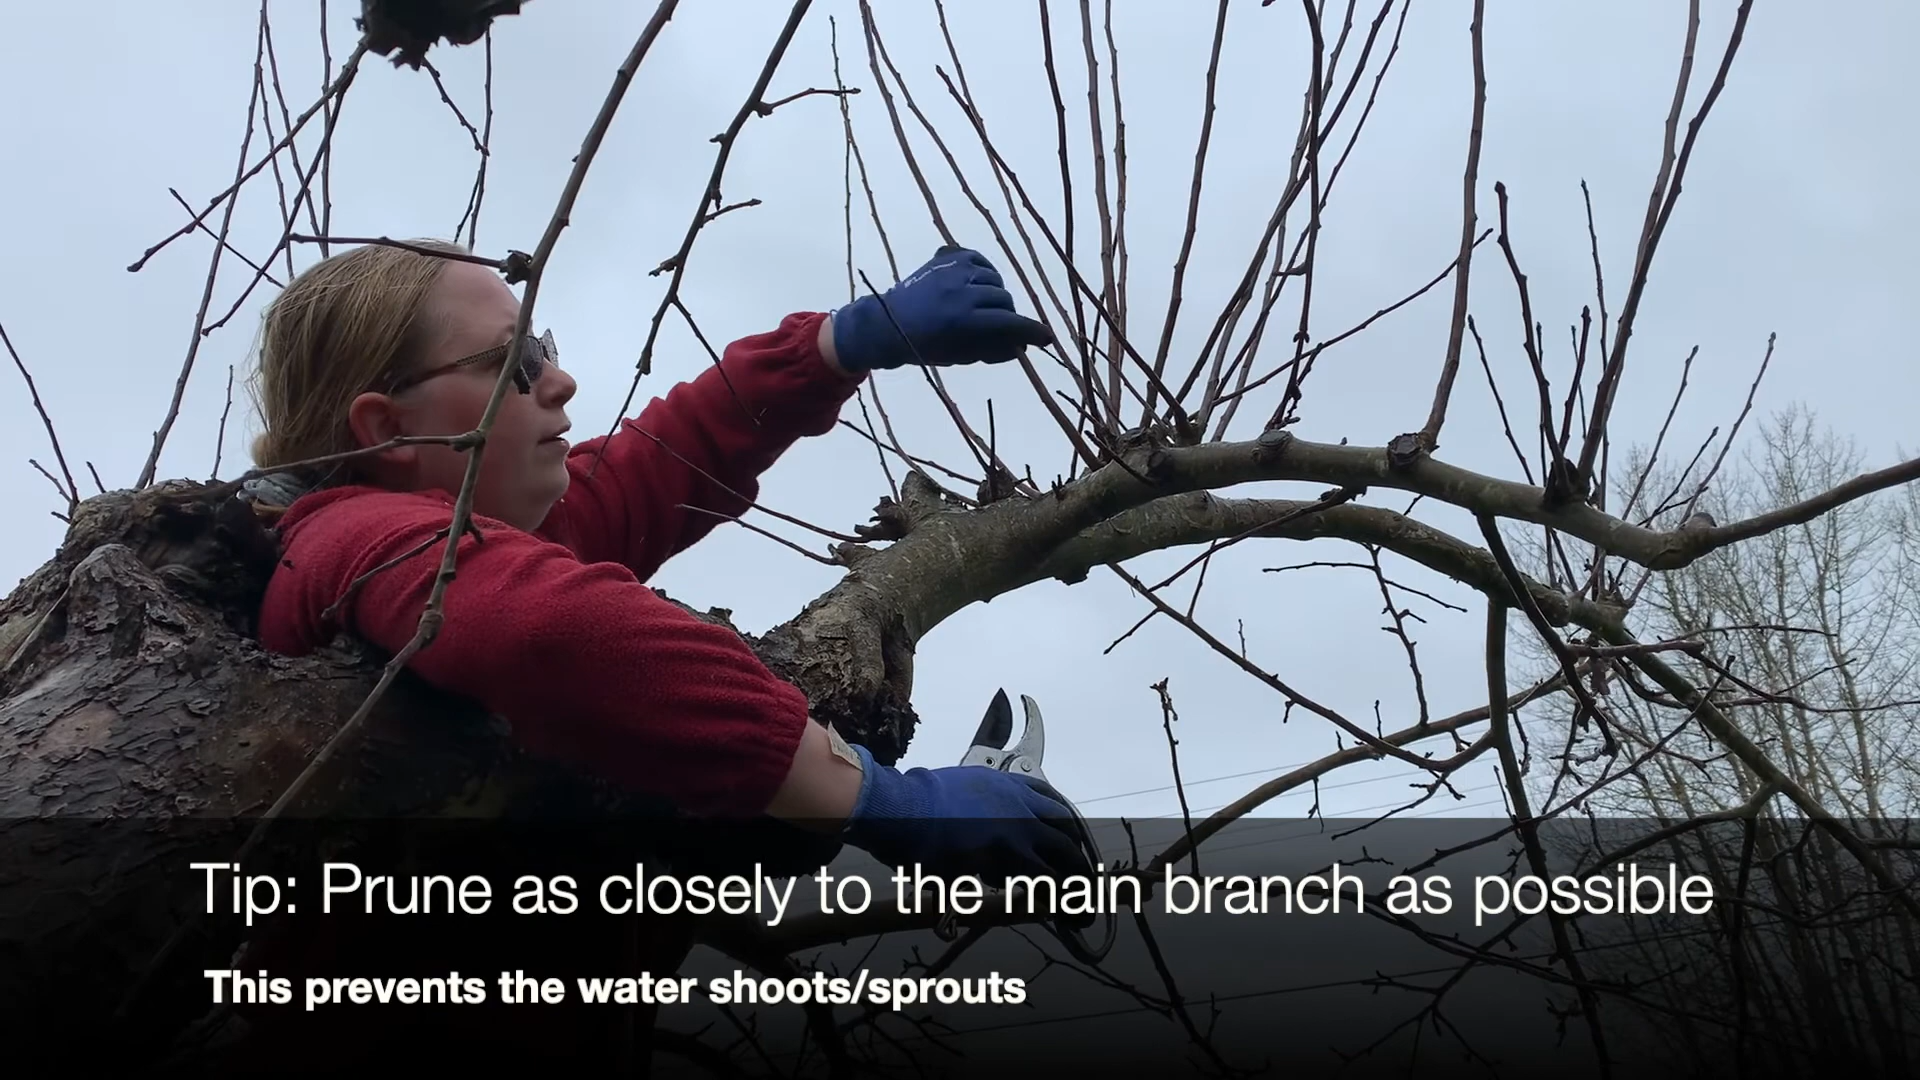 Tip: Prune as closely to the main branch as possible
This prevents the water shoots/sprouts